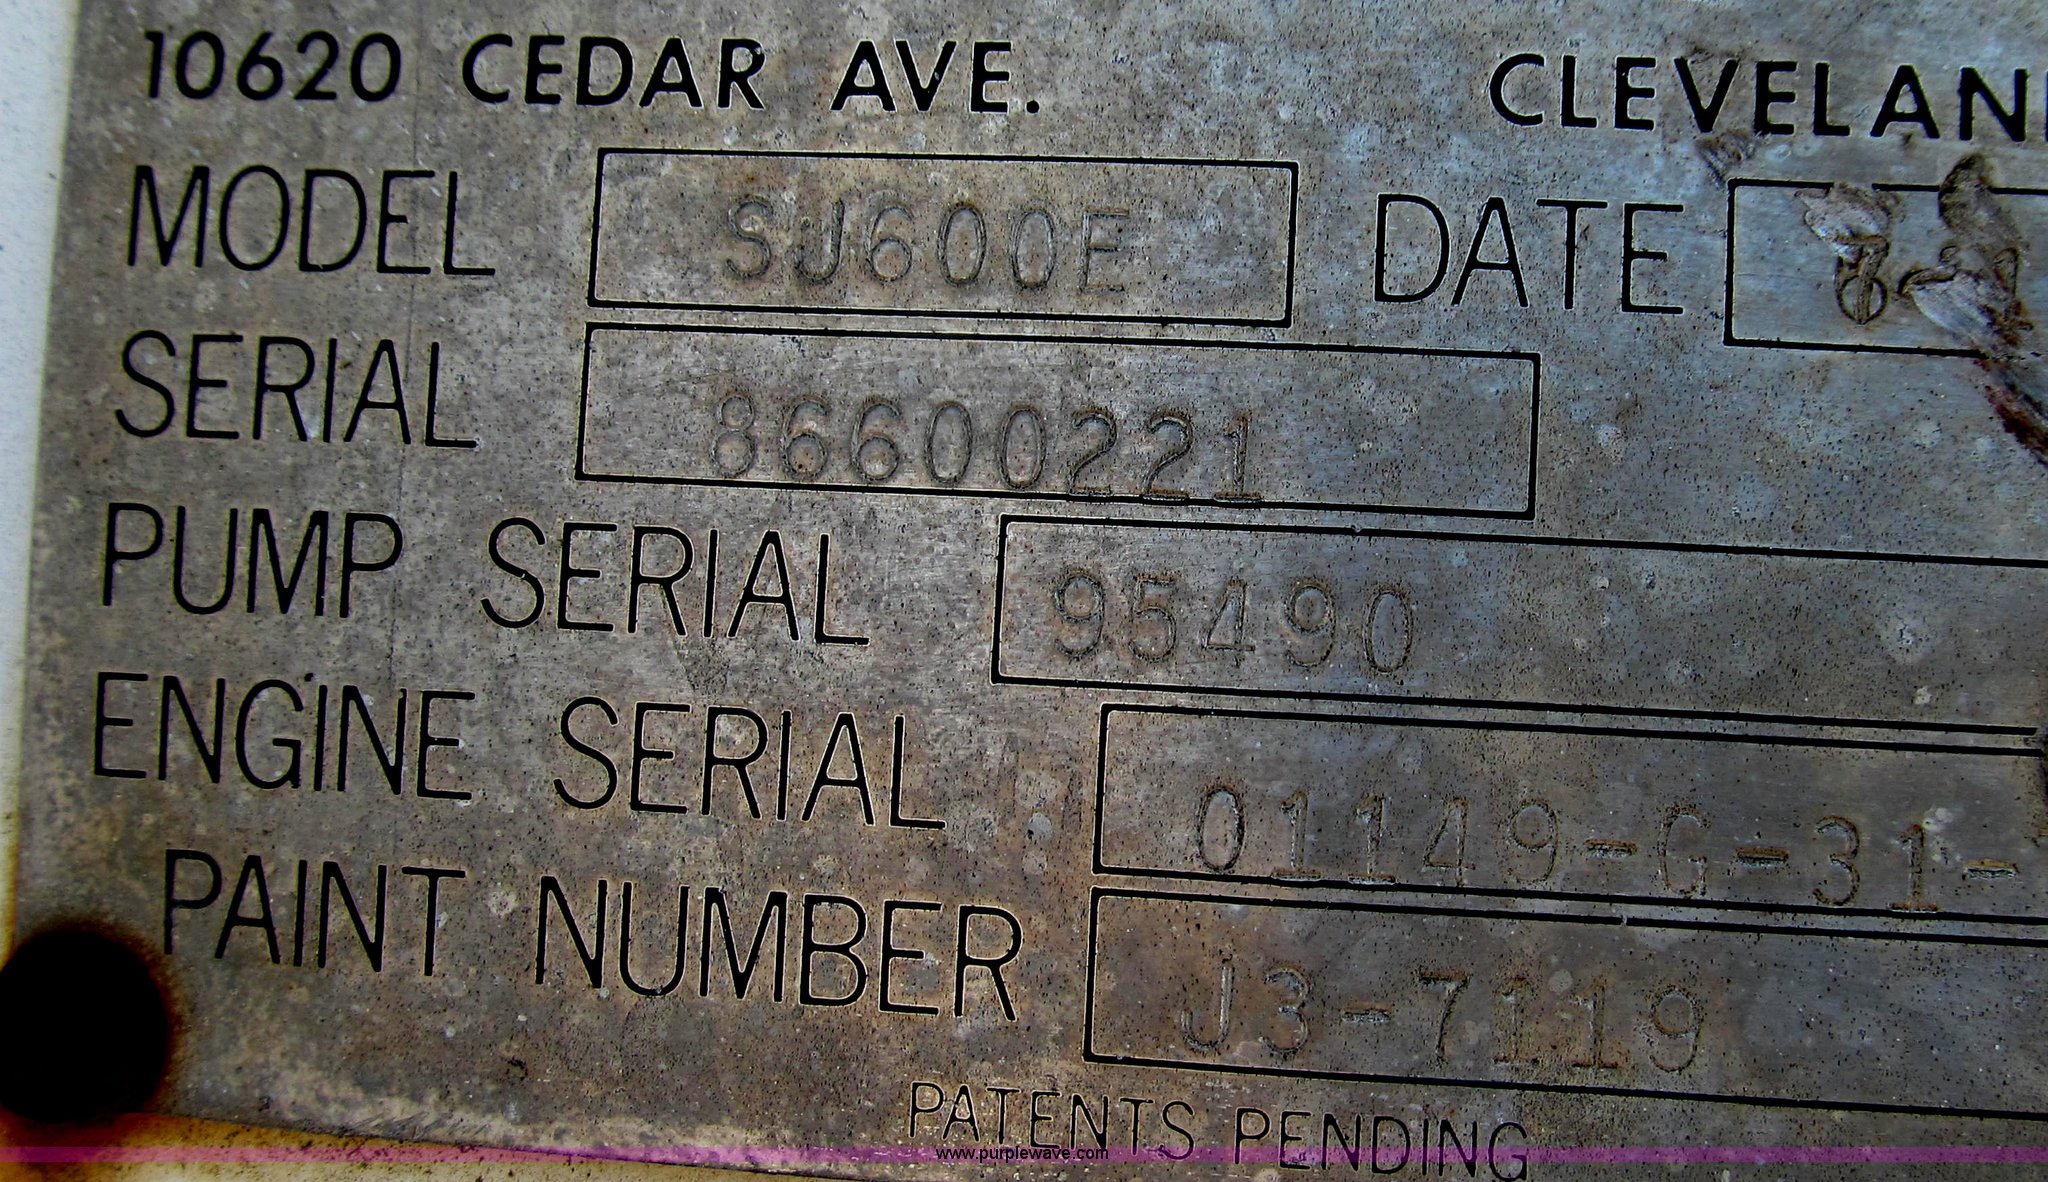 10620 CEDAR AVE. CLEVELAN
MODEL SJ600E DATE 6
SERIAL 86600221
PUMP SERIAL 95490
ENGINE SERIAL 01149-G-31-
PAINT NUMBER J3-7119
PATENTS PENDING
www.purplewave.com